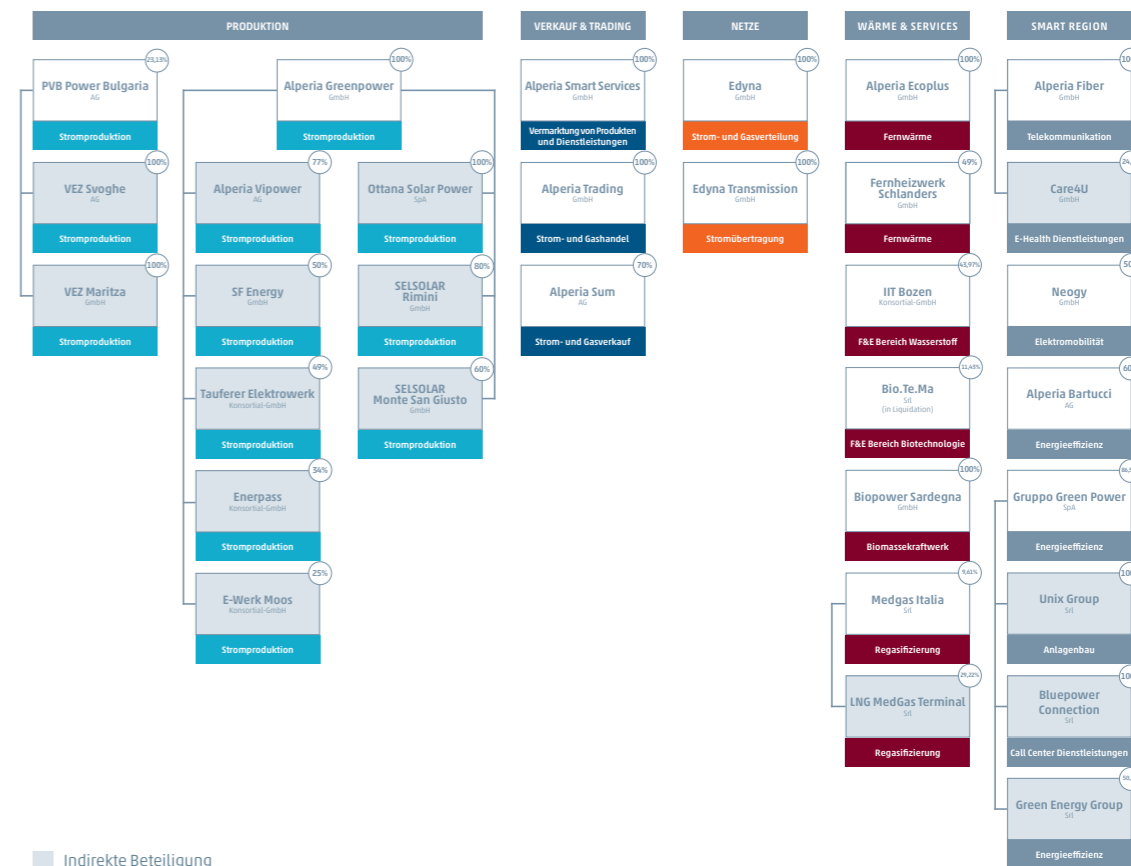 PRODUKTION
23,13%
PVB Power Bulgaria
AG
Stromproduktion
100%
VEZ Svoghe
AG
Stromproduktion
100%
VEZ Maritza
GmbH
Stromproduktion
100%
Alperia Greenpower
GmbH
Stromproduktion
77%
Alperia Vipower
AG
Stromproduktion
50%
SF Energy
GmbH
Stromproduktion
49%
Tauferer Elektrowerk
Konsortial-GmbH
Stromproduktion
34%
Enerpass
Konsortial-GmbH
Stromproduktion
25%
E-Werk Moos
Konsortial-GmbH
Stromproduktion
100%
Ottana Solar Power
SpA
Stromproduktion
80%
SELSOLAR
Rimini
GmbH
Stromproduktion
60%
SELSOLAR
Monte San Giusto
GmbH
Stromproduktion
VERKAUF & TRADING
100%
Alperia Smart Services
GmbH
Vermarktung von Produkten
und Dienstleistungen
100%
Alperia Trading
GmbH
Strom- und Gashandel
70%
Alperia Sum
AG
Strom- und Gasverkauf
NETZE
100%
Edyna
GmbH
Strom- und Gasverteilung
100%
Edyna Transmission
GmbH
Stromübertragung
WÄRME & SERVICES
100%
Alperia Ecoplus
GmbH
Fernwärme
49%
Fernheizwerk
Schlanders
GmbH
Fernwärme
43,97%
IIT Bozen
Konsortial-GmbH
F&E Bereich Wasserstoff
11,43%
Bio.Te.Ma
Srl
(in Liquidation)
F&E Bereich Biotechnologie
100%
Biopower Sardegna
GmbH
Biomassekraftwerk
9,61%
Medgas Italia
Srl
Regasifizierung
29,22%
LNG MedGas Terminal
Srl
Regasifizierung
SMART REGION
Alperia Fiber
GmbH
Telekommunikation
Care4U
GmbH
E-Health Dienstleistungen
Neogy
GmbH
Elektromobilität
Alperia Bartucci
AG
Energieeffizienz
Gruppo Green Power
SpA
Energieeffizienz
Unix Group
Srl
Anlagenbau
Bluepower
Connection
Srl
Call Center Dienstleistungen
Green Energy Group
Srl
Energieeffizienz
Indirekte Beteiligung